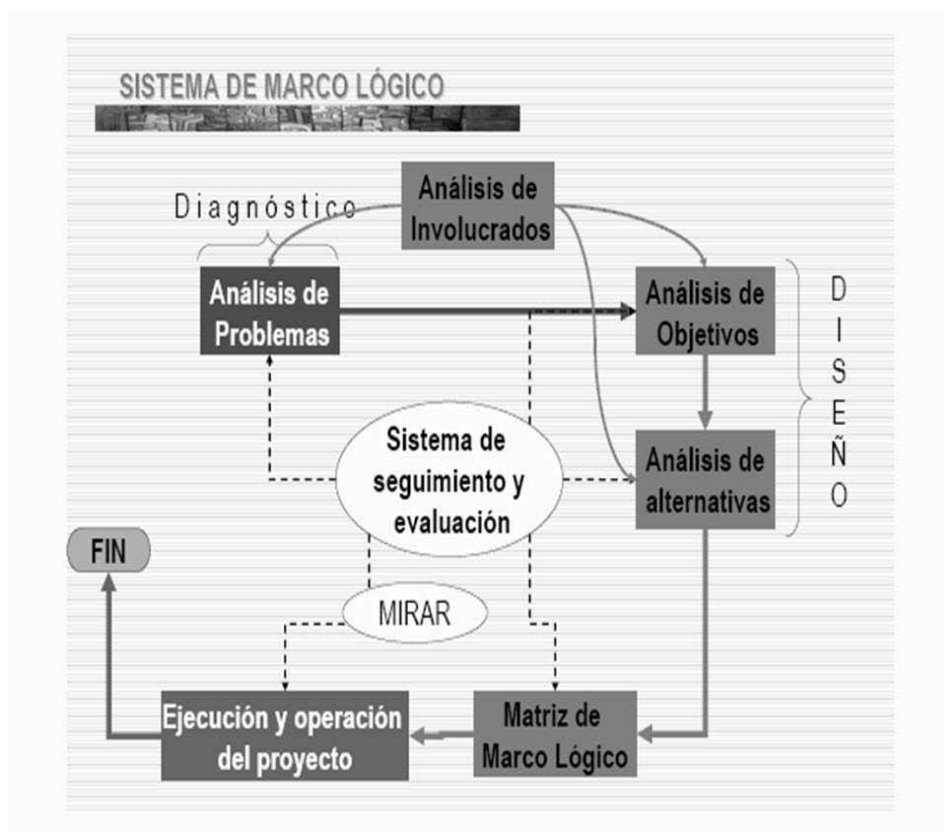 SISTEMA DE MARCO LÓGICO
Análisis de
Involucrados
Diagnóstico
Análisis de
Problemas
Análisis de
Objetivos
DISEÑO
Sistema de
seguimiento y
evaluación
Análisis de
alternativas
FIN
MIRAR
Ejecución y operación
del proyecto
Matriz de
Marco Lógico